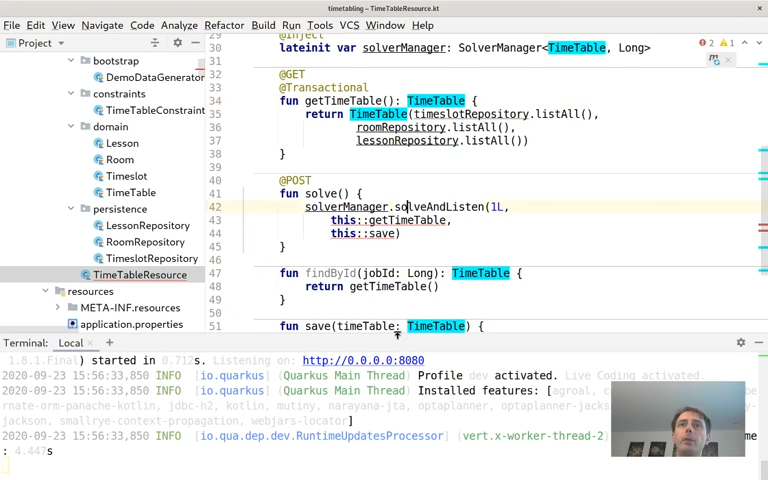 timetabling – TimeTableResource.kt
File Edit View Navigate Code Analyze Refactor Build Run Tools VCS Window Help
Project
bootstrap
DemoDataGenerator
constraints
TimeTableConstraint
domain
Lesson
Room
Timeslot
TimeTable
persistence
LessonRepository
RoomRepository
TimeslotRepository
TimeTableResource
resources
META-INF.resources
application.properties
29 @Inject
30 lateinit var solverManager: SolverManager<TimeTable, Long>
31
32 @GET
33 @Transactional
34 fun getTimeTable(): TimeTable {
35 return TimeTable(timeslotRepository.listAll(),
36 roomRepository.listAll(),
37 lessonRepository.listAll())
38 }
39
40 @POST
41 fun solve() {
42 solverManager.solveAndListen(1L,
43 this::getTimeTable,
44 this::save)
45 }
46
47 fun findById(jobId: Long): TimeTable {
48 return getTimeTable()
49 }
50
51 fun save(timeTable: TimeTable) {
2 1
Terminal: Local
1.8.1.Final) started in 0.712s. Listening on: http://0.0.0.0:8080
2020-09-23 15:56:33,850 INFO [io.quarkus] (Quarkus Main Thread) Profile dev activated. Live Coding activated.
2020-09-23 15:56:33,850 INFO [io.quarkus] (Quarkus Main Thread) Installed features: [agroal,
rnate-orm-panache-kotlin, jdbc-h2, kotlin, mutiny, narayana-jta, optaplanner, optaplanner-jacks
jackson, smallrye-context-propagation, webjars-locator]
2020-09-23 15:56:33,850 INFO [io.qua.dep.dev.RuntimeUpdatesProcessor] (vert.x-worker-thread-2)
: 4.447s